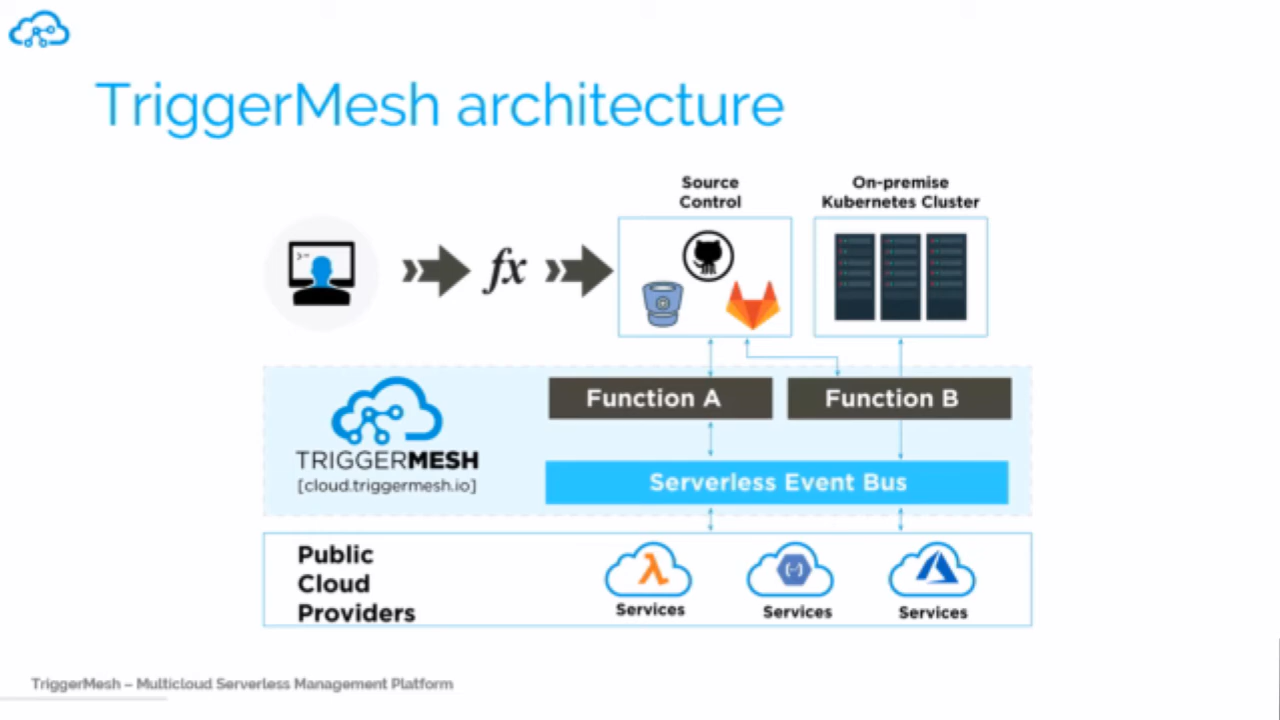 TriggerMesh architecture
Source
Control
On-premise
Kubernetes Cluster
>-
fx
Function A
Function B
TRIGGERMESH
[cloud.triggermesh.io]
Serverless Event Bus
Public
Cloud
Providers
λ
(--)
Services
Services
Services
TriggerMesh – Multicloud Serverless Management Platform